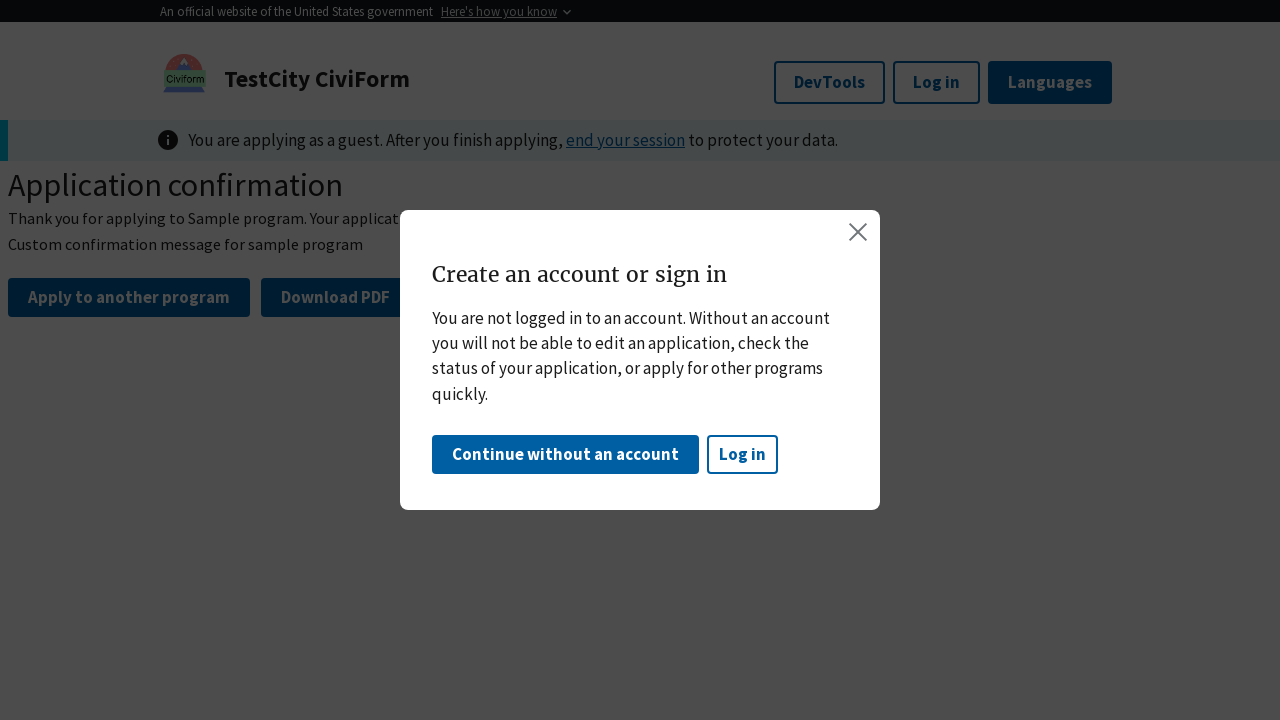 An official website of the United States government Here's how you know
Civiform
TestCity CiviForm
DevTools
Log in
Languages
You are applying as a guest. After you finish applying, end your session to protect your data.
Application confirmation
Thank you for applying to Sample program. Your
Custom confirmation message for sample program
Apply to another program
Download PDF
Create an account or sign in
You are not logged in to an account. Without an account
you will not be able to edit an application, check the
status of your application, or apply for other programs
quickly.
Continue without an account
Log in